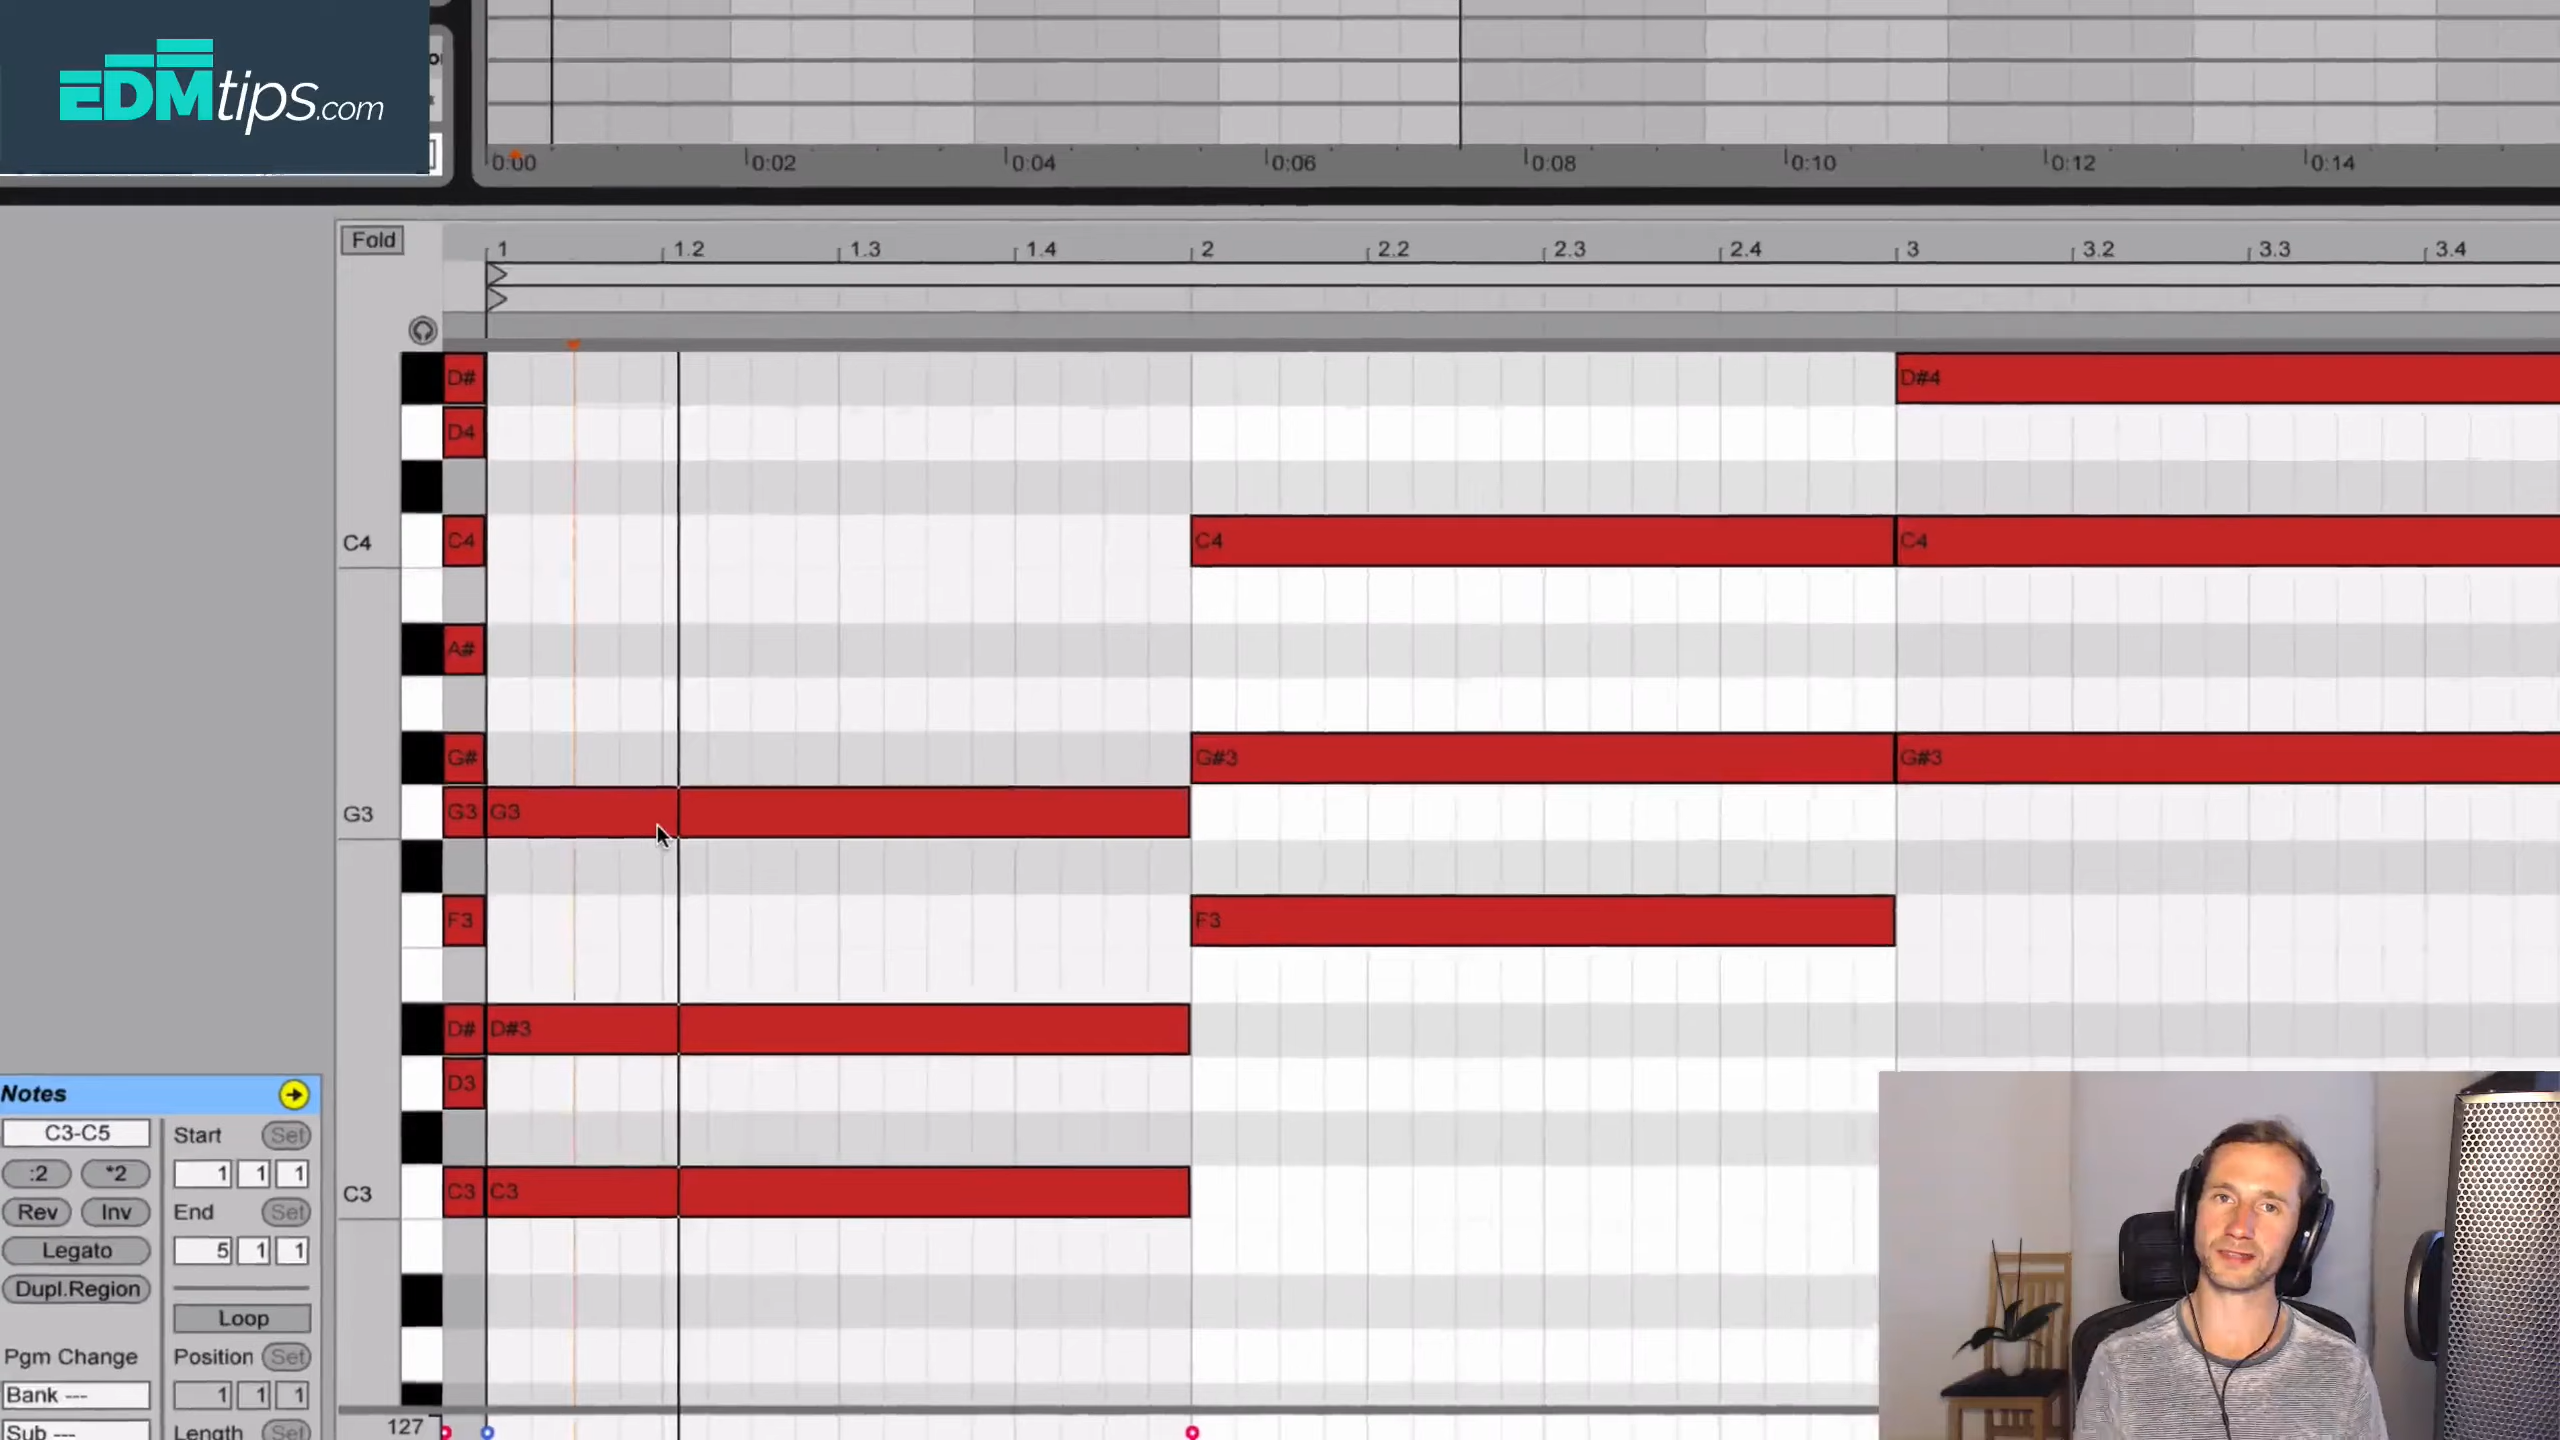 EDMtips.com
0:00 0:02 0:04 0:06 0:08 0:10 0:12 0:14
Fold
1 1.2 1.3 1.4 2 2.2 2.3 2.4 3 3.2 3.3 3.4
D# D#4
D4
C4 C4 C4 C4
A#
G# G#3 G#3
G3 G3 G3
F3 F3
D# D#3
D3
C3 C3 C3
Notes
C3-C5 Start Set
:2 *2 1 1 1
Rev Inv End Set
Legato 5 1 1
Dupl.Region
Loop
Pgm Change Position Set
Bank --- 1 1 1
Sub --- Length Set
127